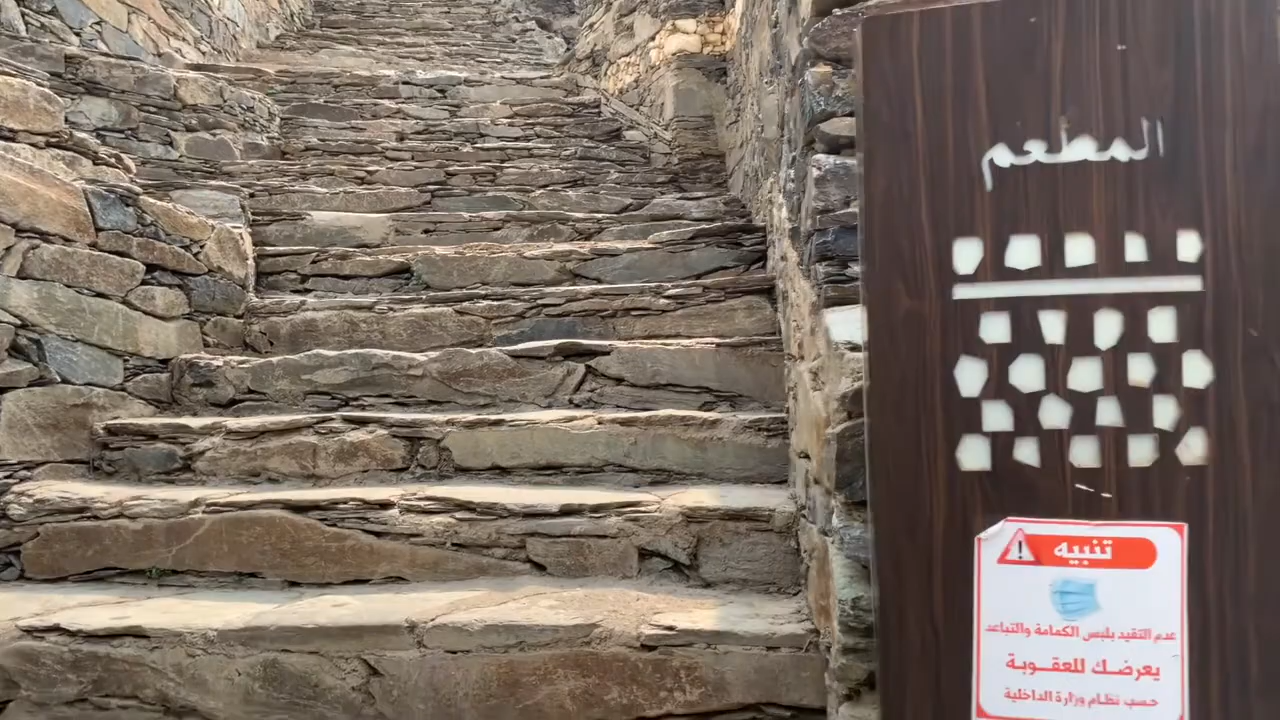 المطعم
تنبيه
عدم التقيد بلبس الكمامة والتباعد
يعرضك للعقوبة
حسب نظام وزارة الداخلية